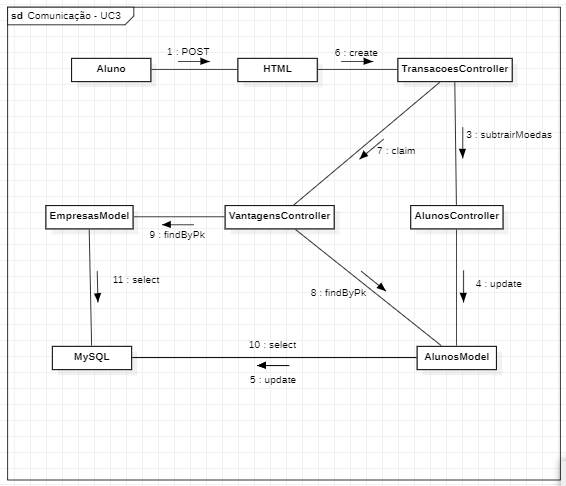 sd Comunicação - UC3
1 : POST
6 : create
Aluno
HTML
TransacoesController
3 : subtrairMoedas
7 : claim
EmpresasModel
VantagensController
AlunosController
9 : findByPk
11 : select
8 : findByPk
4 : update
10 : select
MySQL
AlunosModel
5 : update